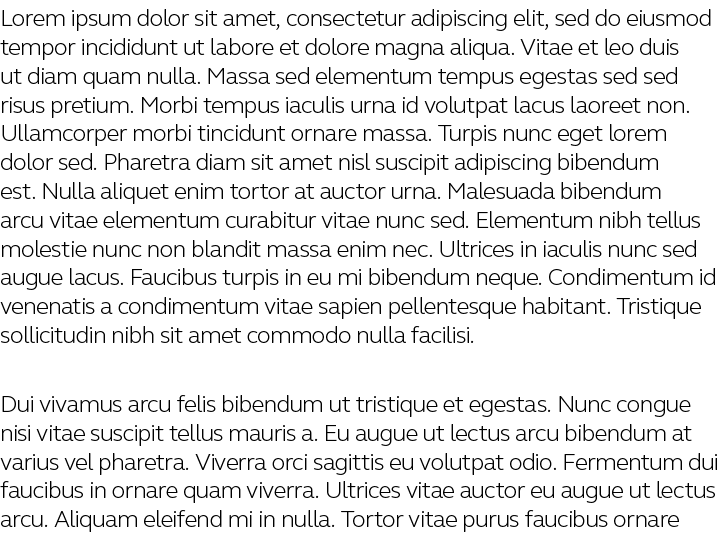 Lorem ipsum dolor sit amet, consectetur adipiscing elit, sed do eiusmod
tempor incididunt ut labore et dolore magna aliqua. Vitae et leo duis
ut diam quam nulla. Massa sed elementum tempus egestas sed sed
risus pretium. Morbi tempus iaculis urna id volutpat lacus laoreet non.
Ullamcorper morbi tincidunt ornare massa. Turpis nunc eget lorem
dolor sed. Pharetra diam sit amet nisl suscipit adipiscing bibendum
est. Nulla aliquet enim tortor at auctor urna. Malesuada bibendum
arcu vitae elementum curabitur vitae nunc sed. Elementum nibh tellus
molestie nunc non blandit massa enim nec. Ultrices in iaculis nunc sed
augue lacus. Faucibus turpis in eu mi bibendum neque. Condimentum id
venenatis a condimentum vitae sapien pellentesque habitant. Tristique
sollicitudin nibh sit amet commodo nulla facilisi.
Dui vivamus arcu felis bibendum ut tristique et egestas. Nunc congue
nisi vitae suscipit tellus mauris a. Eu augue ut lectus arcu bibendum at
varius vel pharetra. Viverra orci sagittis eu volutpat odio. Fermentum dui
faucibus in ornare quam viverra. Ultrices vitae auctor eu augue ut lectus
arcu. Aliquam eleifend mi in nulla. Tortor vitae purus faucibus ornare